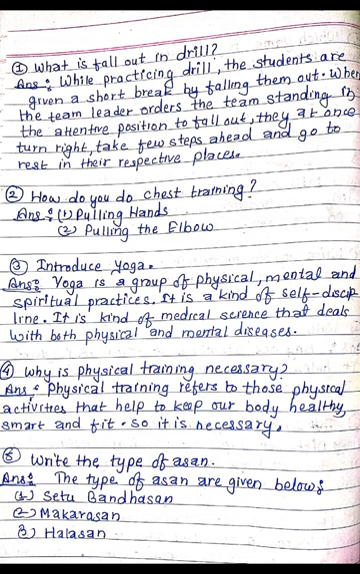 ① What is fall out in drill?
Ans: While practicing drill, the students are
given a short break by falling them out. When
the team leader orders the team standing in
the attentive position to fall out, they at once
turn right, take few steps ahead and go to
rest in their respective places.
② How do you do chest training?
Ans: (1) Pulling Hands
(2) Pulling the Elbow
③ Introduce yoga.
Ans: Yoga is a group of physical, mental and
spiritual practices. It is a kind of self-discip
line. It is kind of medical science that deals
with both physical and mental diseases.
④ why is physical training necessary?
Ans: Physical training refers to those physical
activities that help to keep our body healthy,
smart and fit. so it is necessary.
⑤ Write the type of asan.
Ans: The type of asan are given below:
(1) Setu Bandhasan
(2) Makarasan
(3) Halasan